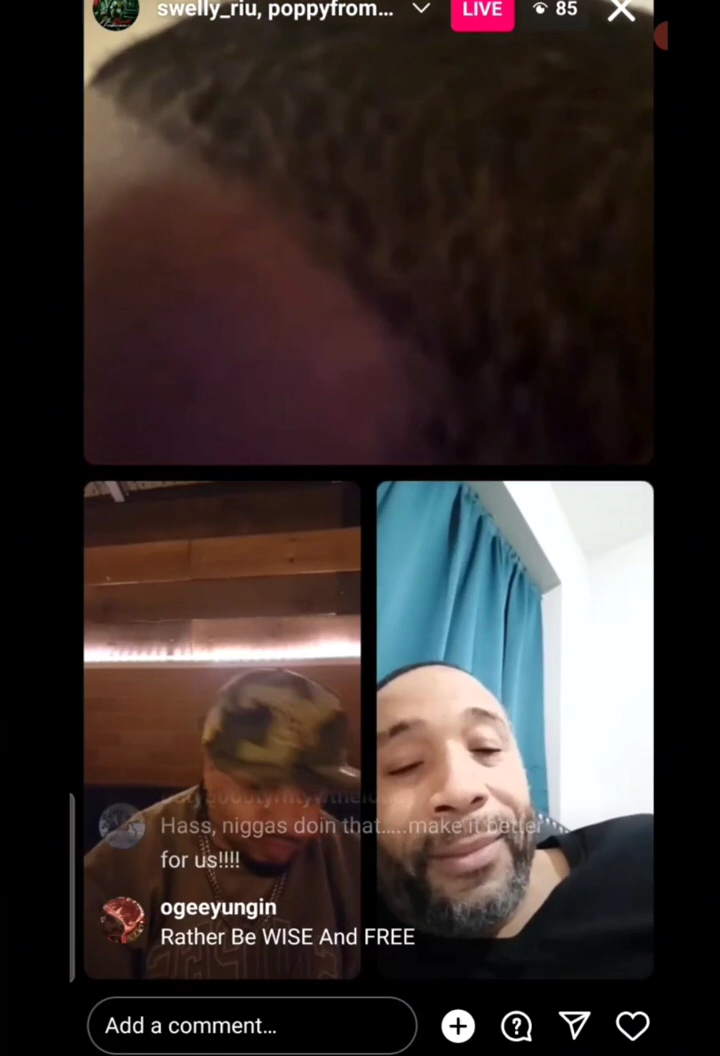 swelly_riu, poppyfrom...
LIVE
85
Hass, niggas doin that.....make it better
for us!!!!
ogeeyungin
Rather Be WISE And FREE
Add a comment...